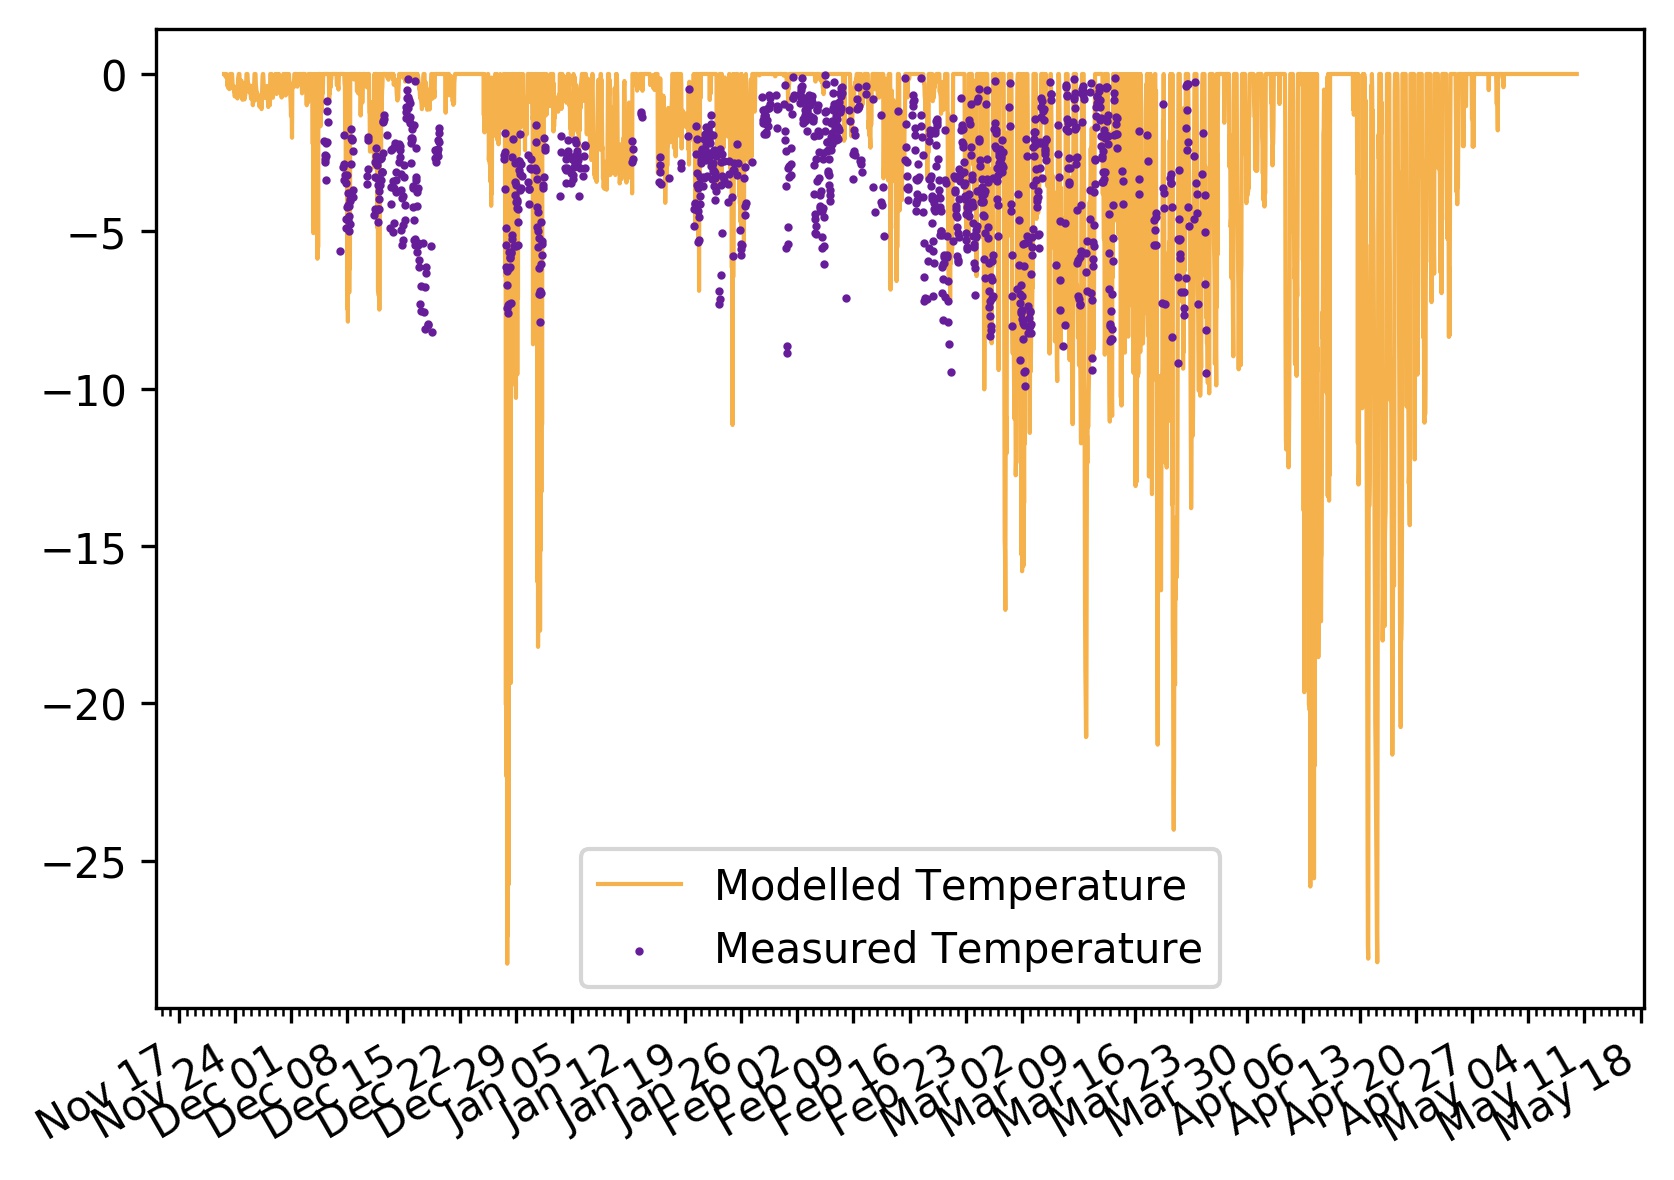 0
−5
−10
−15
−20
−25
Modelled Temperature
Measured Temperature
Nov 17
Nov 24
Dec 01
Dec 08
Dec 15
Dec 22
Dec 29
Jan 05
Jan 12
Jan 19
Jan 26
Feb 02
Feb 09
Feb 16
Feb 23
Mar 02
Mar 09
Mar 16
Mar 23
Mar 30
Apr 06
Apr 13
Apr 20
Apr 27
May 04
May 11
May 18